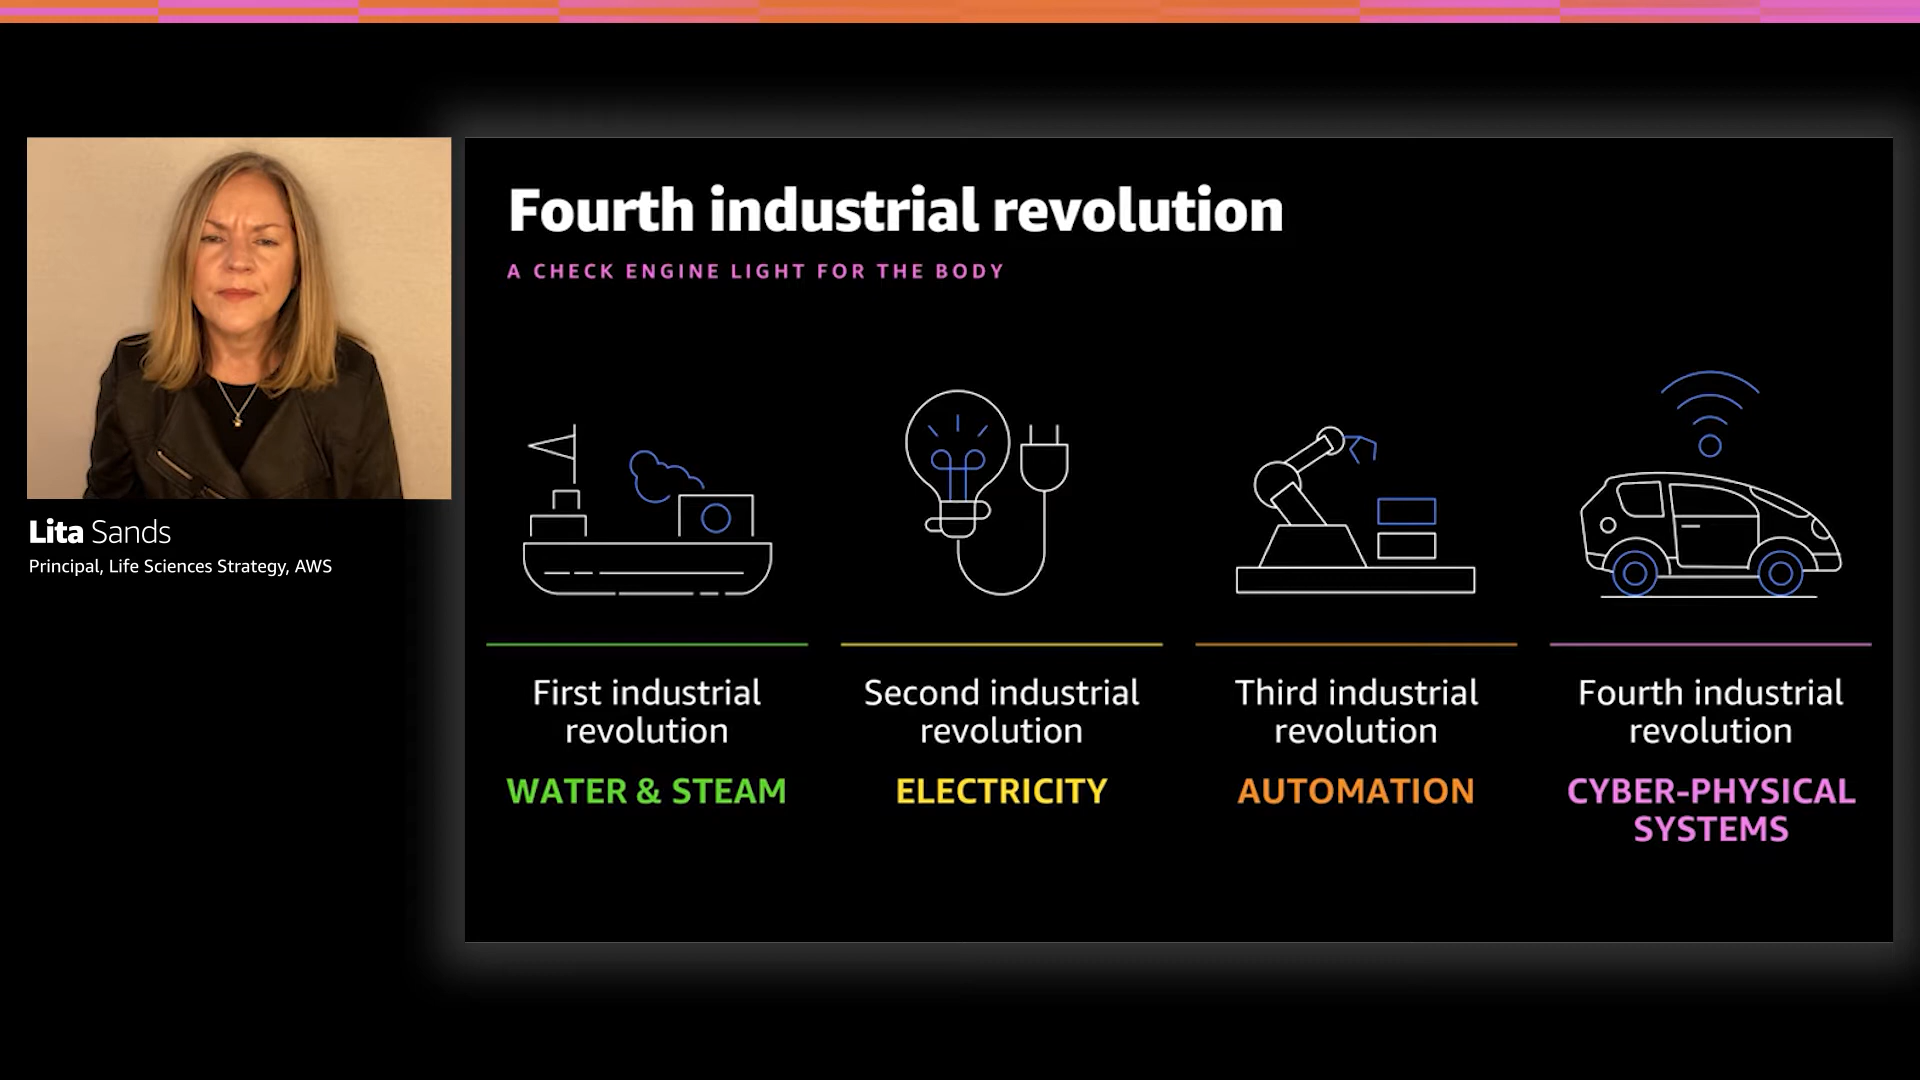 Fourth industrial revolution
A CHECK ENGINE LIGHT FOR THE BODY
Lita Sands
Principal, Life Sciences Strategy, AWS
First industrial
revolution
WATER & STEAM
Second industrial
revolution
ELECTRICITY
Third industrial
revolution
AUTOMATION
Fourth industrial
revolution
CYBER-PHYSICAL
SYSTEMS